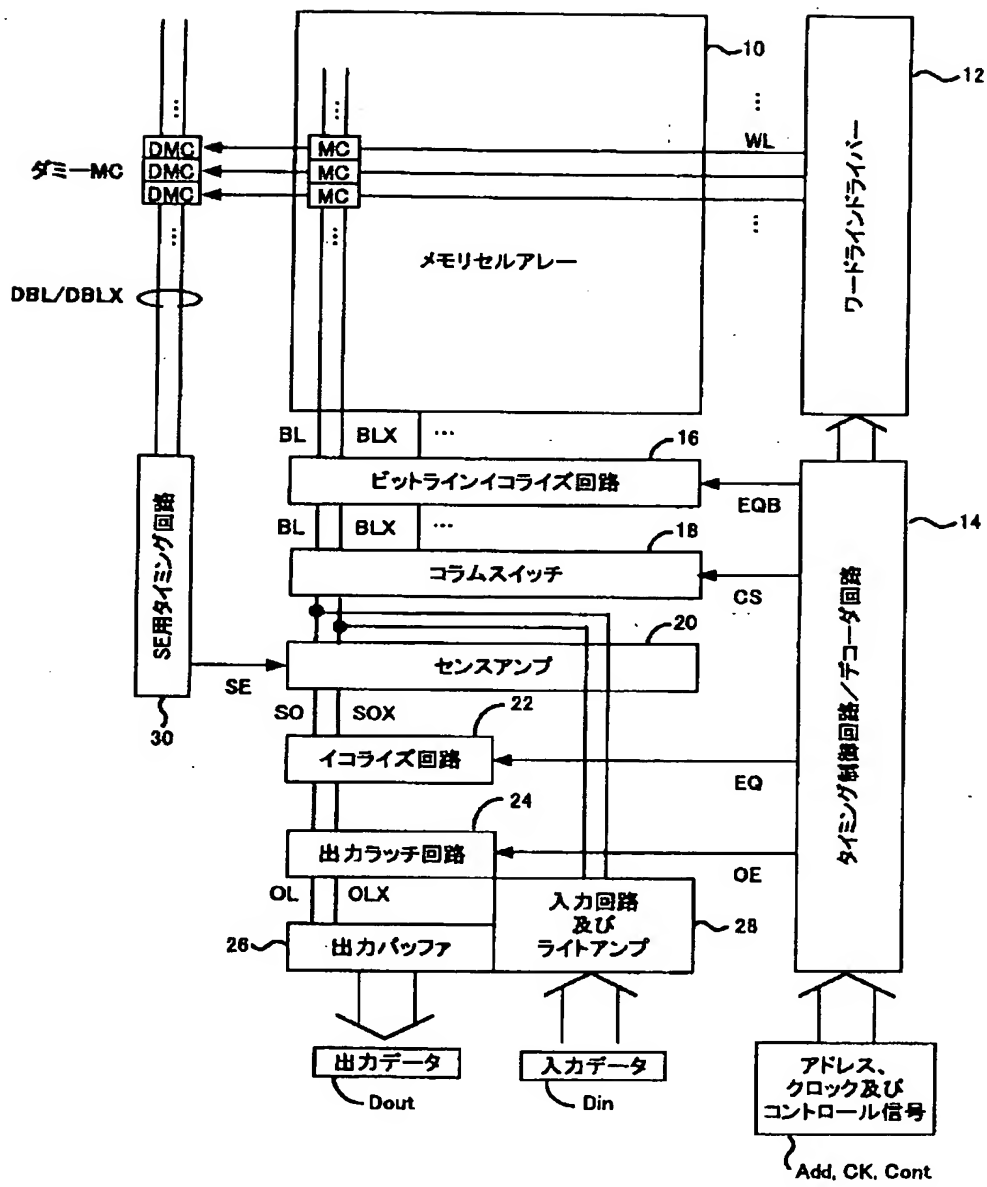 10
12
WL
DMC
MC
ダミーMC
DMC
MC
DMC
MC
メモリセルアレー
ワードラインドライバー
DBL/DBLX
BL
BLX
16
ビットラインイコライズ回路
EQB
14
BL
BLX
18
コラムスイッチ
CS
SE用タイミング回路
タイミング制御回路／デコーダ回路
20
センスアンプ
SE
30
SO
SOX
22
イコライズ回路
EQ
24
出力ラッチ回路
OE
OL
OLX
入力回路
及び
ライトアンプ
28
26
出力バッファ
出力データ
入力データ
アドレス、
クロック及び
コントロール信号
Dout
Din
Add, CK, Cont